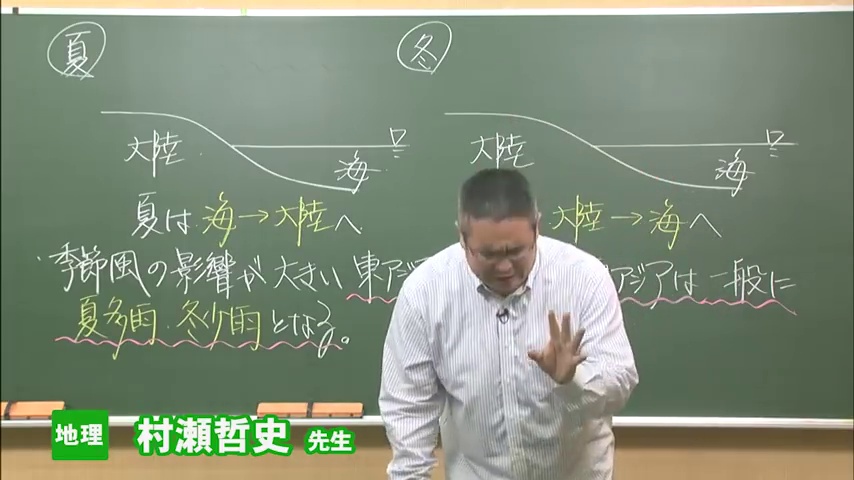 夏
冬
大陸
海
大陸
海
夏は 海→大陸へ
大陸→海へ
季節風の影響が大きい 東アジ
アジアは 一般に
夏多雨・冬少雨となる。
地理 村瀬哲史 先生